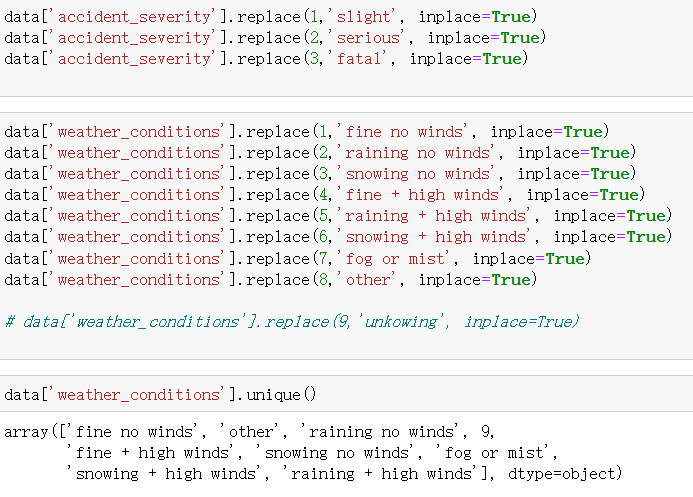 data['accident_severity'].replace(1,'slight', inplace=True)
data['accident_severity'].replace(2,'serious', inplace=True)
data['accident_severity'].replace(3,'fatal', inplace=True)
data['weather_conditions'].replace(1,'fine no winds', inplace=True)
data['weather_conditions'].replace(2,'raining no winds', inplace=True)
data['weather_conditions'].replace(3,'snowing no winds', inplace=True)
data['weather_conditions'].replace(4,'fine + high winds', inplace=True)
data['weather_conditions'].replace(5,'raining + high winds', inplace=True)
data['weather_conditions'].replace(6,'snowing + high winds', inplace=True)
data['weather_conditions'].replace(7,'fog or mist', inplace=True)
data['weather_conditions'].replace(8,'other', inplace=True)
# data['weather_conditions'].replace(9,'unkowing', inplace=True)
data['weather_conditions'].unique()
array(['fine no winds', 'other', 'raining no winds', 9,
'fine + high winds', 'snowing no winds', 'fog or mist',
'snowing + high winds', 'raining + high winds'], dtype=object)